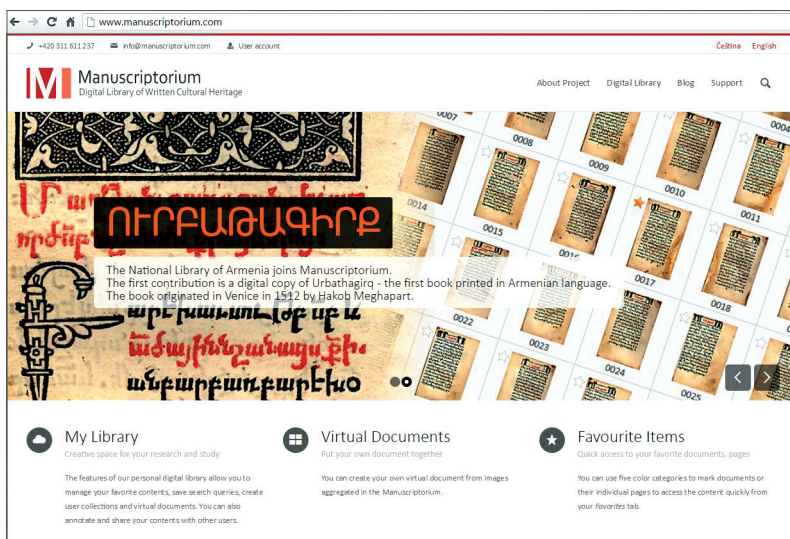 www.manuscriptorium.com
+420 311 611 237 info@manuscriptorium.com User account Čeština English
Manuscriptorium
Digital Library of Written Cultural Heritage
About Project Digital Library Blog Support
0007
0008
0009
0010
0004
0011
0014
0015
0016
0017
0018
0022
0023
0024
0025
ՈՒՐԲԱԹԱԳԻՐՔ
The National Library of Armenia joins Manuscriptorium.
The first contribution is a digital copy of Urbathagirq - the first book printed in Armenian language.
The book originated in Venice in 1512 by Hakob Meghapart.
My Library
Creative space for your research and study
The features of our personal digital library allow you to
manage your favorite contents, save search queries, create
user collections and virtual documents. You can also
annotate and share your contents with other users.
Virtual Documents
Put your own document together
You can create your own virtual document from images
aggregated in the Manuscriptorium.
Favourite Items
Quick access to your favorite documents, pages
You can use five color categories to mark documents or
their individual pages to access the content quickly from
your Favorites tab.